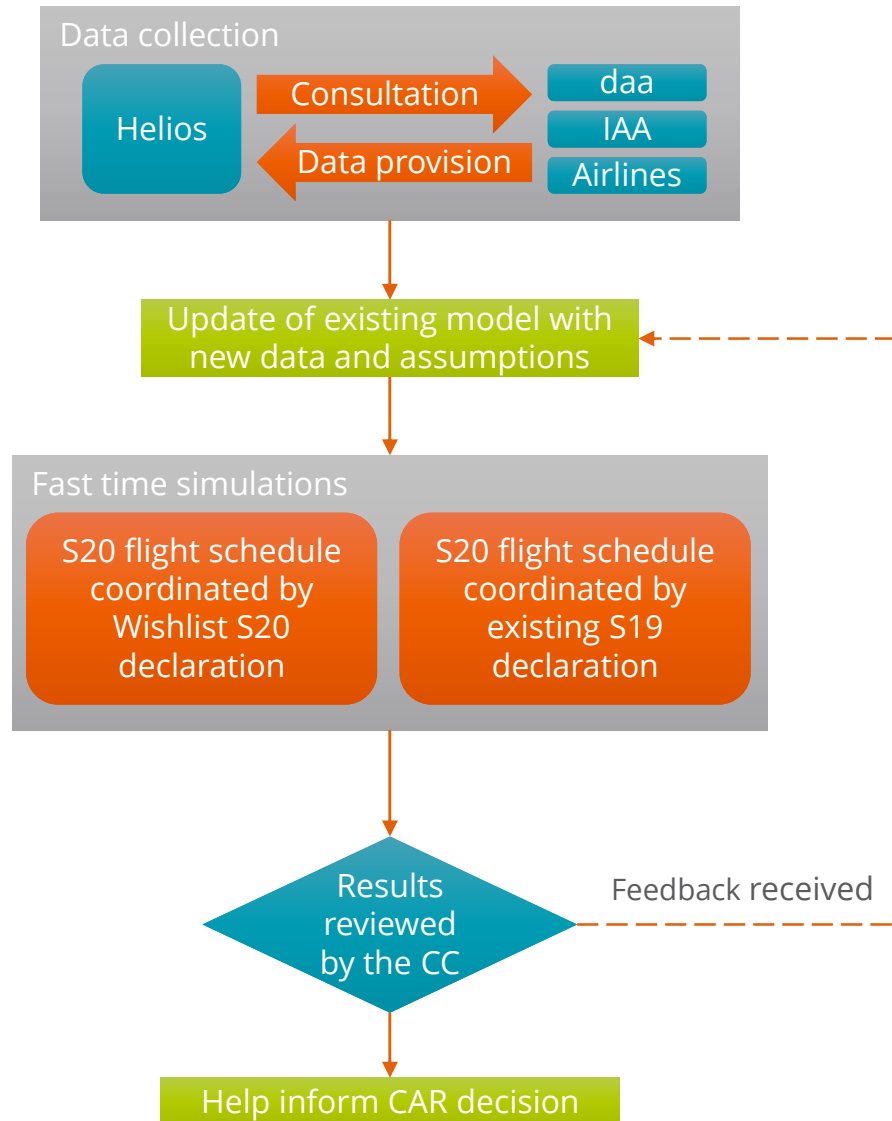 Data collection
Helios
Consultation
Data provision
daa
IAA
Airlines
Update of existing model with
new data and assumptions
Fast time simulations
S20 flight schedule
coordinated by
Wishlist S20
declaration
S20 flight schedule
coordinated by
existing S19
declaration
Results
reviewed
by the CC
Feedback received
Help inform CAR decision